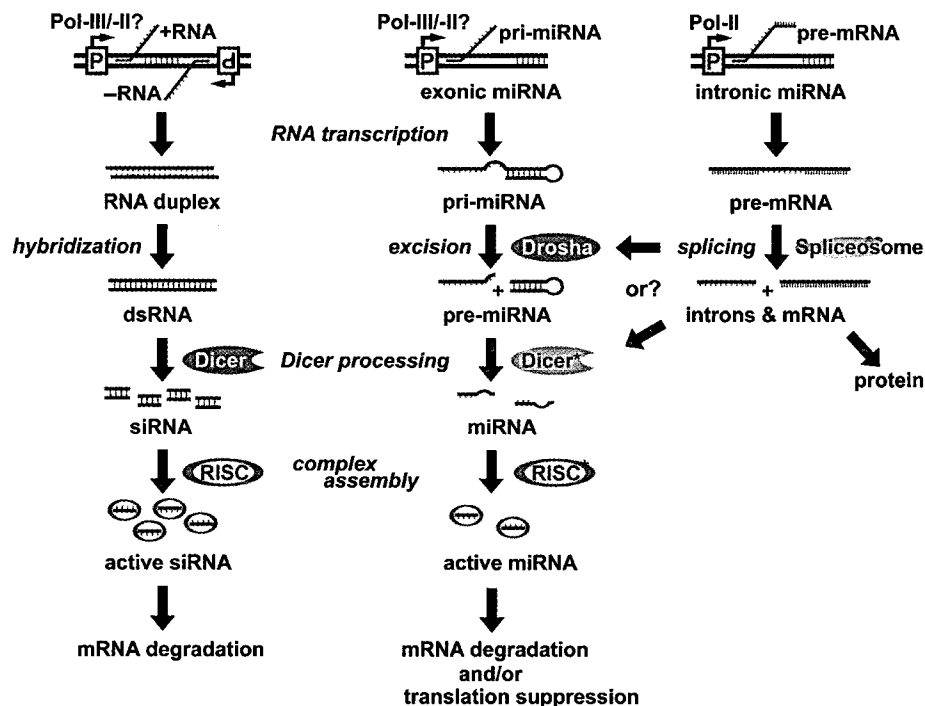 Pol-III/-II?
+RNA
P
P
–RNA
Pol-III/-II?
pri-miRNA
P
exonic miRNA
Pol-II
pre-mRNA
P
intronic miRNA
RNA transcription
RNA duplex
pri-miRNA
pre-mRNA
hybridization
excision
Drosha
splicing
Spliceosome
dsRNA
+
pre-miRNA
or?
+
introns & mRNA
Dicer
Dicer processing
Dicer*
protein
siRNA
miRNA
RISC
complex
assembly
RISC*
active siRNA
active miRNA
mRNA degradation
mRNA degradation
and/or
translation suppression